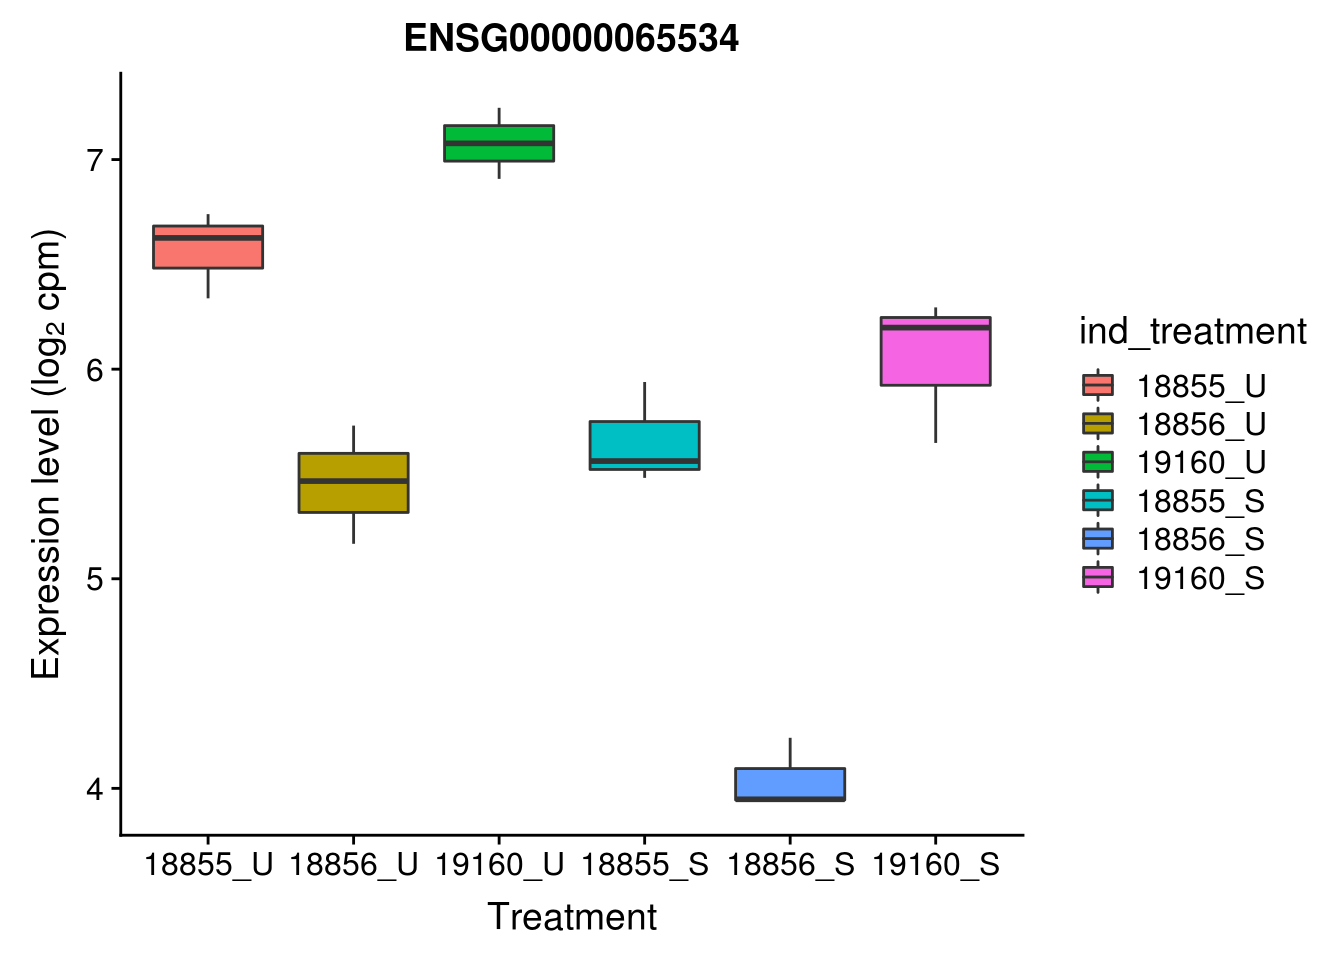 ENSG00000065534
Expression level (log₂ cpm)
7
6
5
4
18855_U 18856_U 19160_U 18855_S 18856_S 19160_S
Treatment
ind_treatment
18855_U
18856_U
19160_U
18855_S
18856_S
19160_S